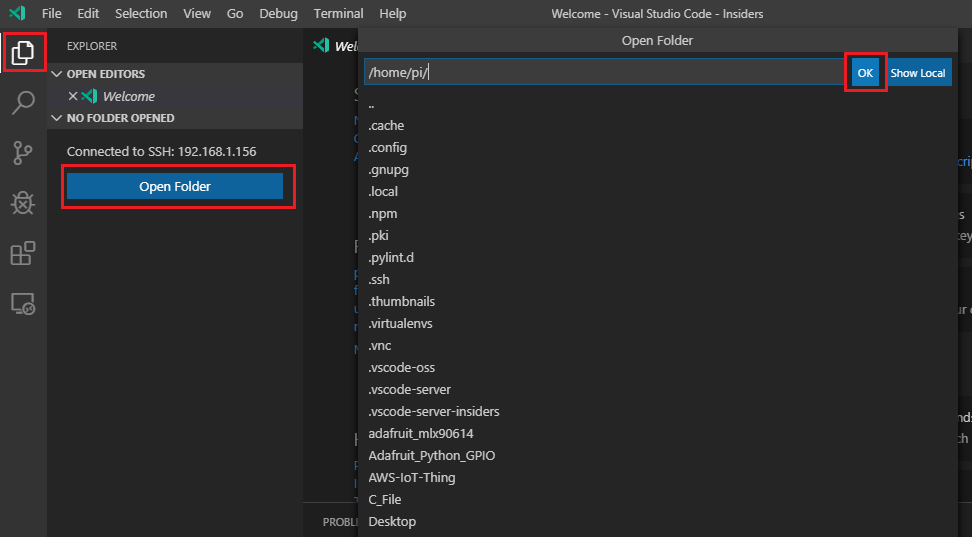 File Edit Selection View Go Debug Terminal Help Welcome - Visual Studio Code - Insiders
EXPLORER
OPEN EDITORS
Welcome
NO FOLDER OPENED
Connected to SSH: 192.168.1.156
Open Folder
Open Folder
/home/pi/
OK
Show Local
..
.cache
.config
.gnupg
.local
.npm
.pki
.pylint.d
.ssh
.thumbnails
.virtualenvs
.vnc
.vscode-oss
.vscode-server
.vscode-server-insiders
adafruit_mlx90614
Adafruit_Python_GPIO
AWS-IoT-Thing
C_File
Desktop